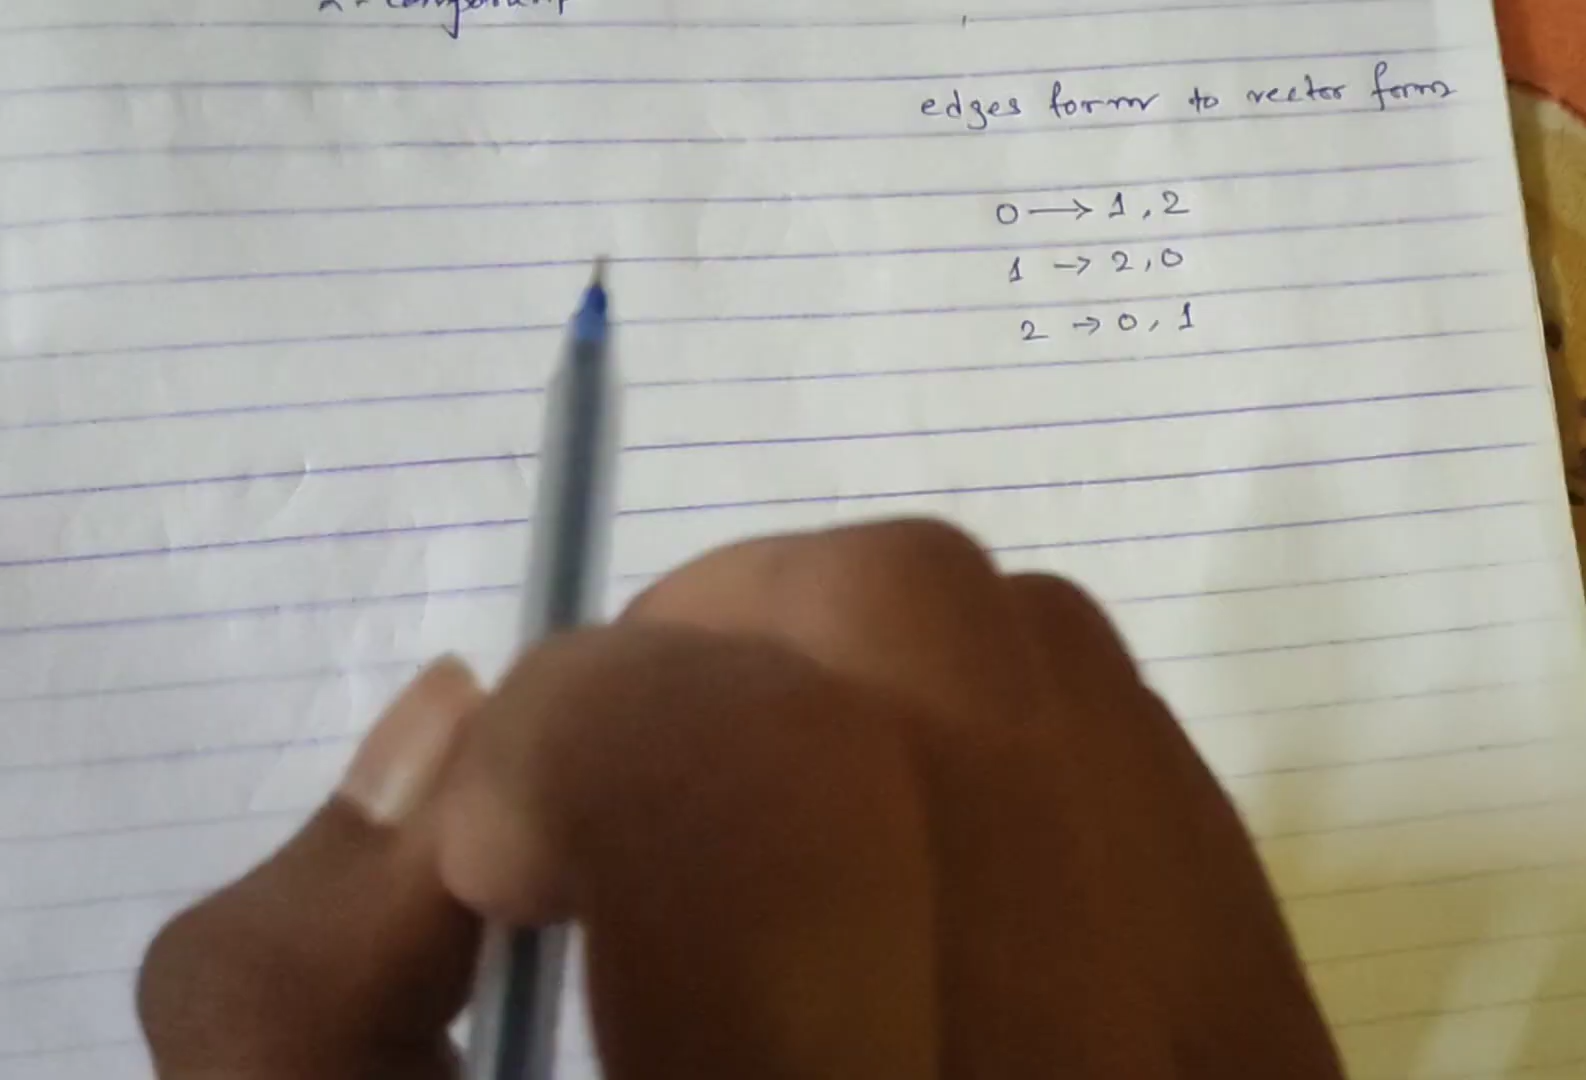 edges form to vector form
0 → 1, 2
1 → 2, 0
2 → 0, 1